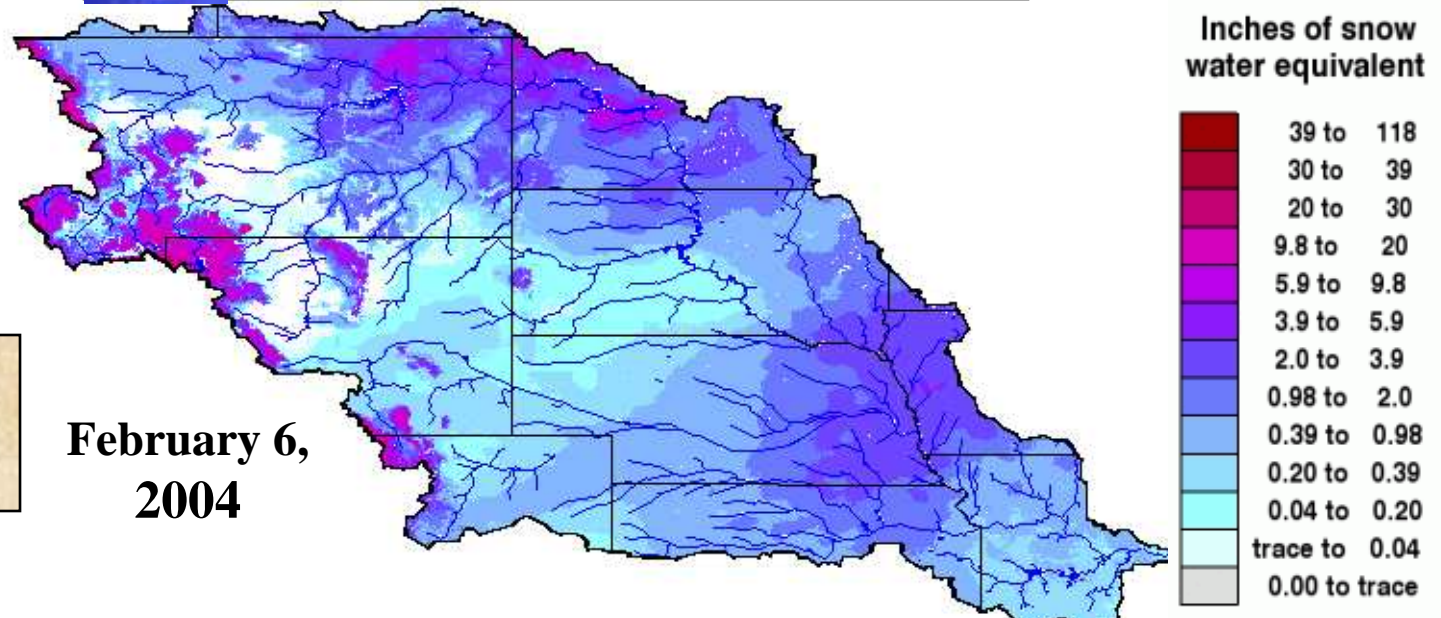 Inches of snow
water equivalent
39 to 118
30 to 39
20 to 30
9.8 to 20
5.9 to 9.8
3.9 to 5.9
2.0 to 3.9
0.98 to 2.0
0.39 to 0.98
0.20 to 0.39
0.04 to 0.20
trace to 0.04
0.00 to trace
February 6,
2004